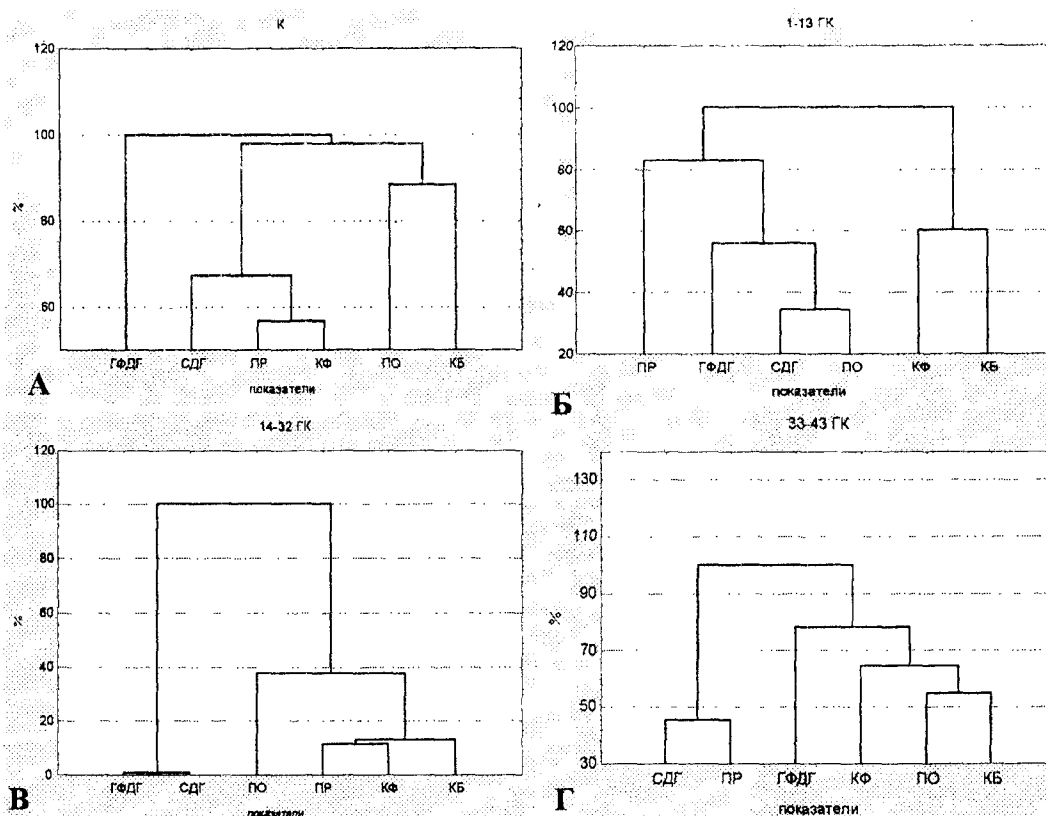 К
120
100
80
60
%
ГФДГ СДГ ПР КФ ПО КБ
показатели
А
1-13 ГК
120
100
80
60
40
20
ПР ГФДГ СДГ ПО КФ КБ
показатели
Б
14-32 ГК
120
100
80
60
40
20
0
%
ГФДГ СДГ ПО ПР КФ КБ
показатели
В
33-43 ГК
130
110
90
70
50
30
%
СДГ ПР ГФДГ КФ ПО КБ
показатели
Г